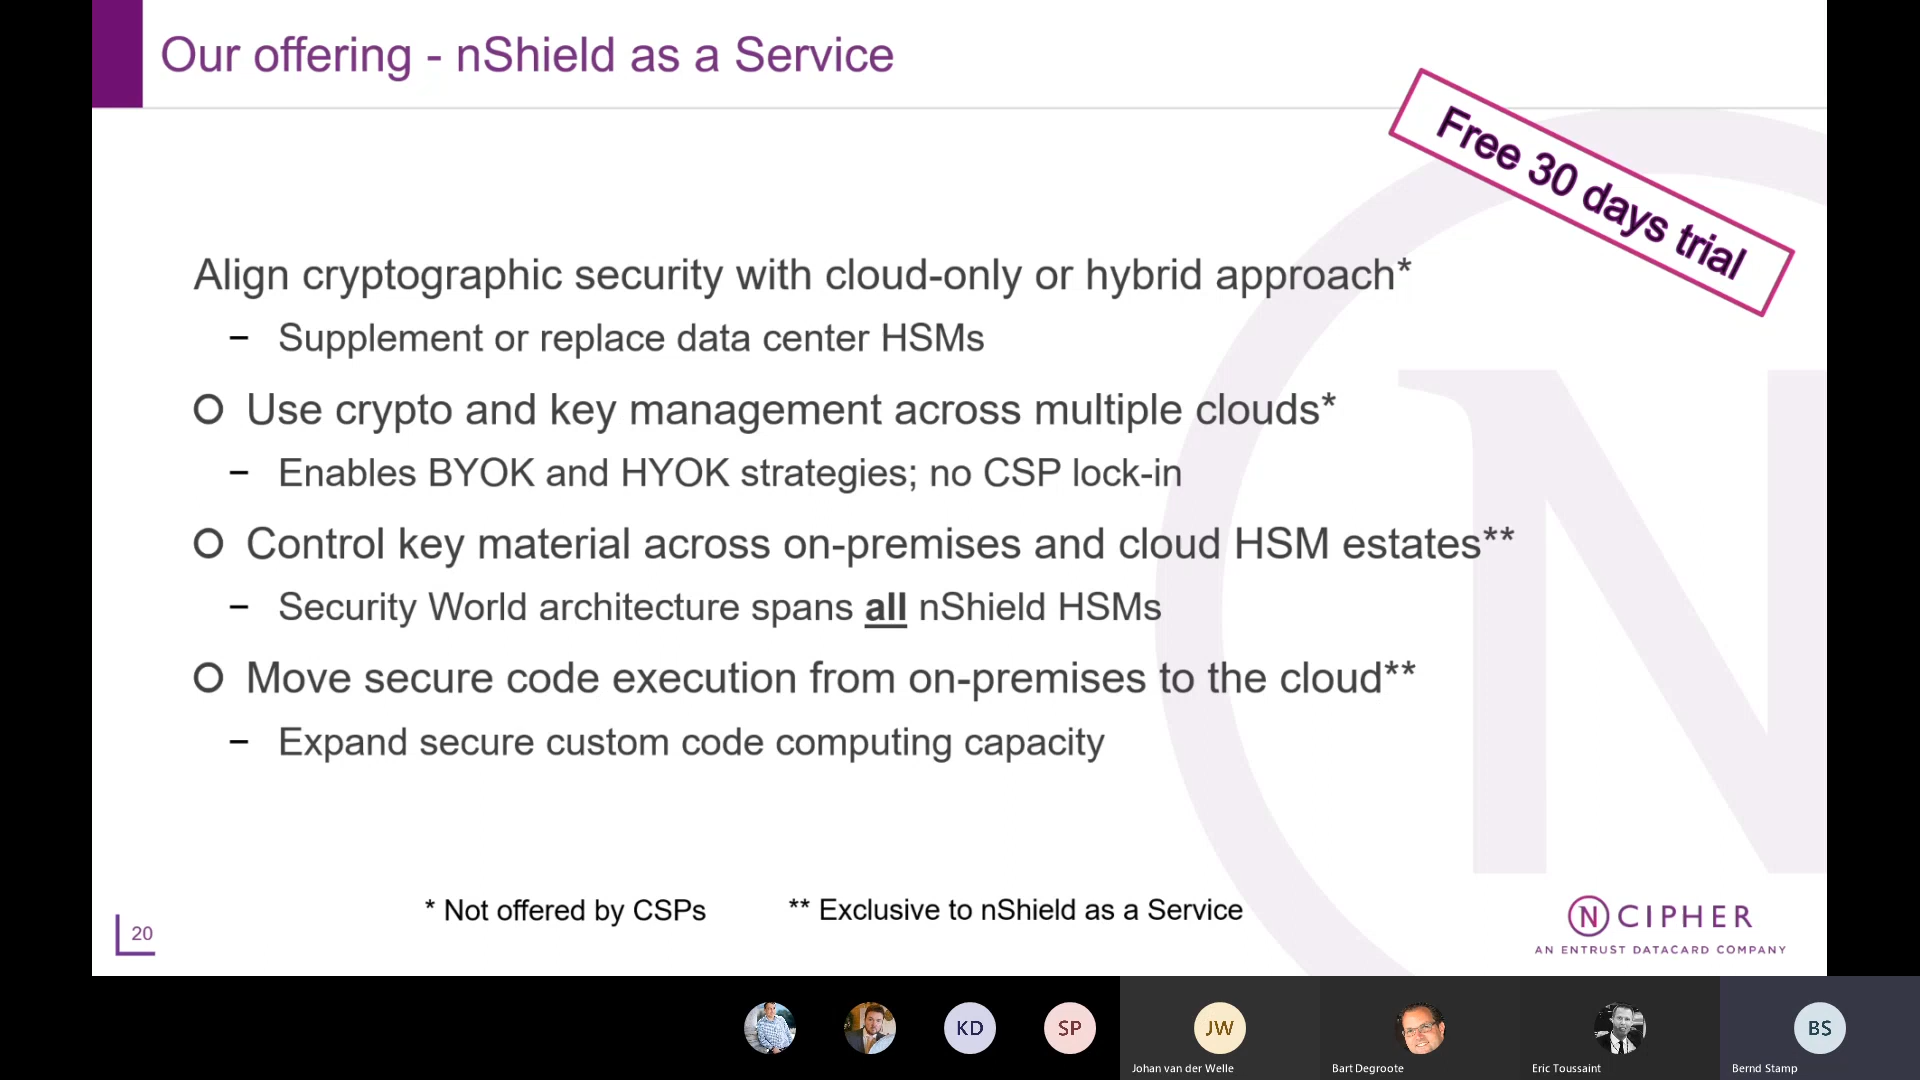 Our offering - nShield as a Service
Free 30 days trial
Align cryptographic security with cloud-only or hybrid approach*
– Supplement or replace data center HSMs
O Use crypto and key management across multiple clouds*
– Enables BYOK and HYOK strategies; no CSP lock-in
O Control key material across on-premises and cloud HSM estates**
– Security World architecture spans all nShield HSMs
O Move secure code execution from on-premises to the cloud**
– Expand secure custom code computing capacity
* Not offered by CSPs ** Exclusive to nShield as a Service
20
N CIPHER
AN ENTRUST DATACARD COMPANY
N
KD
SP
JW
BS
Johan van der Welle
Bart Degroote
Eric Toussaint
Bernd Stamp